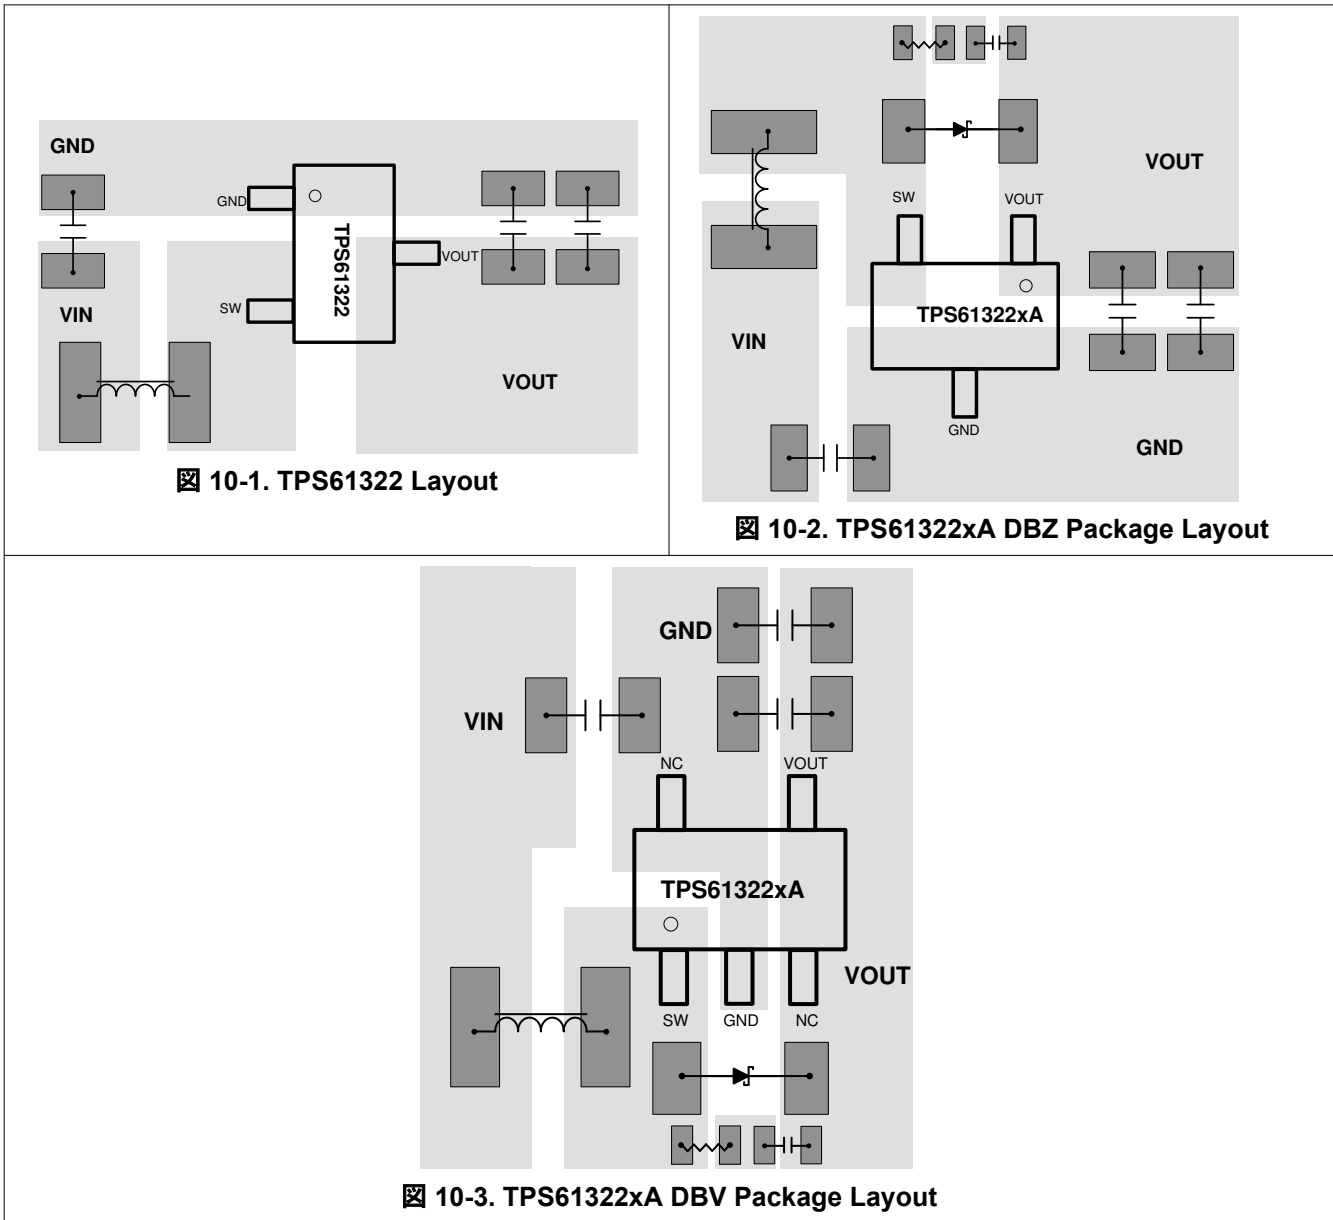 GND
GND
TPS61322
VOUT
SW
VIN
VOUT
図 10-1. TPS61322 Layout
VOUT
SW
VOUT
TPS61322xA
VIN
GND
GND
図 10-2. TPS61322xA DBZ Package Layout
GND
VIN
NC
VOUT
TPS61322xA
VOUT
SW
GND
NC
図 10-3. TPS61322xA DBV Package Layout